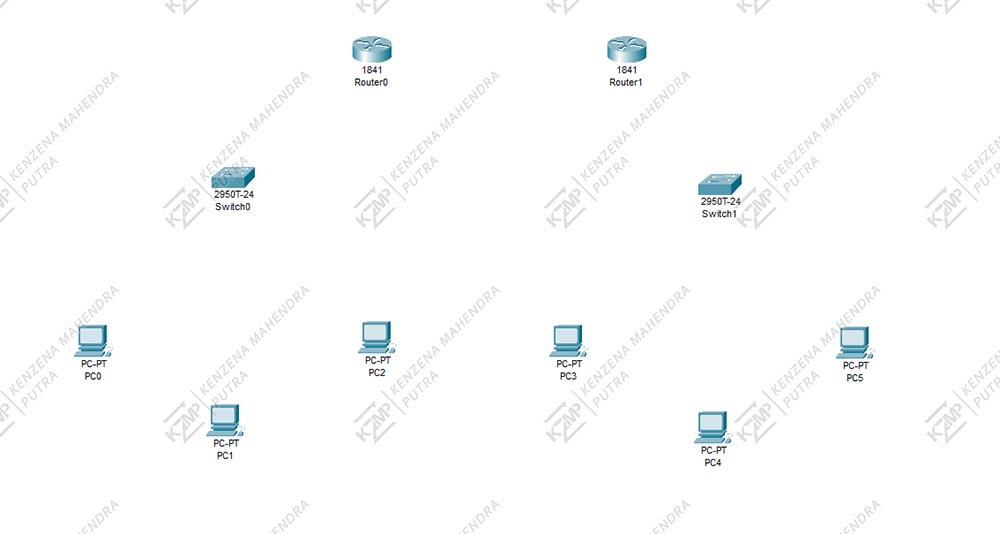 1841
Router0
1841
Router1
2950T-24
Switch0
2950T-24
Switch1
PC-PT
PC0
PC-PT
PC1
PC-PT
PC2
PC-PT
PC3
PC-PT
PC4
PC-PT
PC5
KZMP
KENZENA MAHENDRA
PUTRA